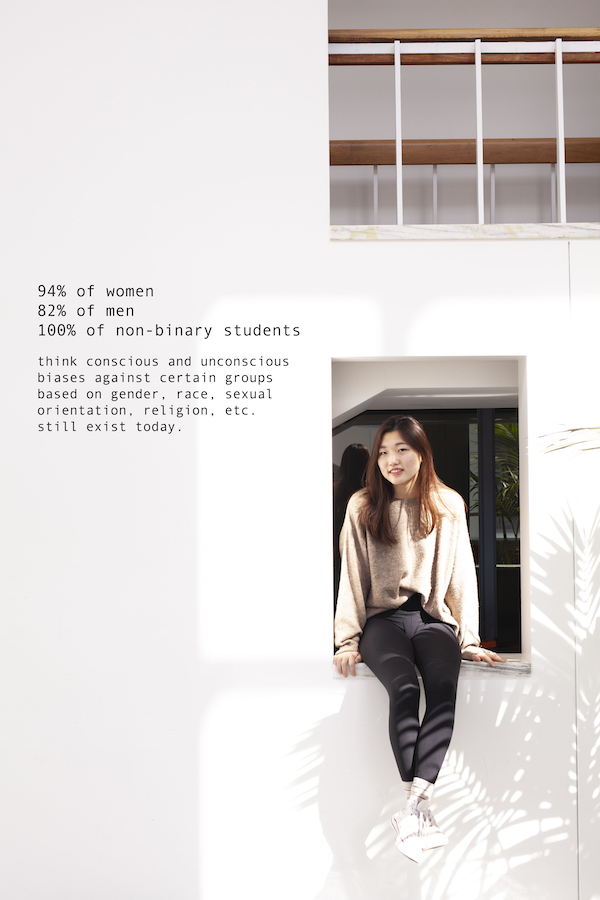 94% of women
82% of men
100% of non-binary students
think conscious and unconscious
biases against certain groups
based on gender, race, sexual
orientation, religion, etc.
still exist today.